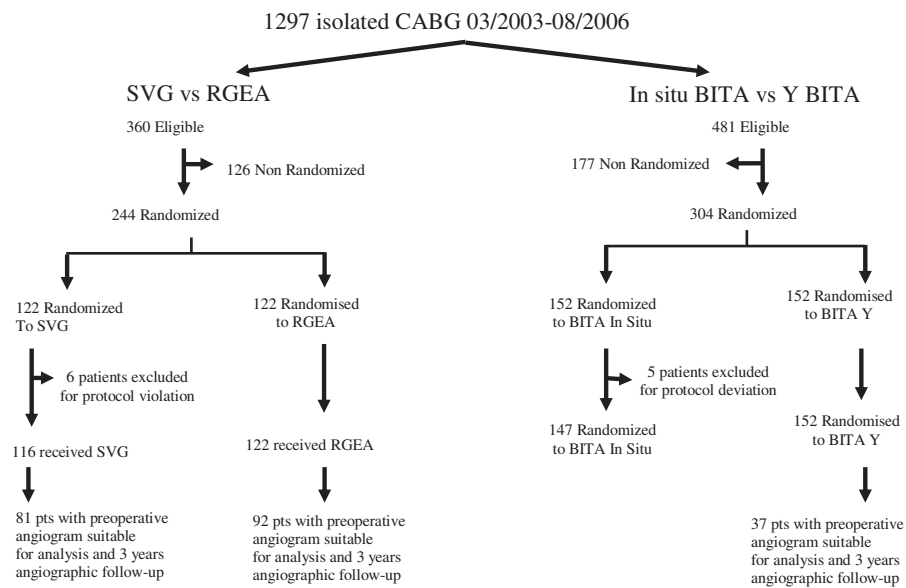 1297 isolated CABG 03/2003-08/2006
SVG vs RGEA
360 Eligible
126 Non Randomized
244 Randomized
122 Randomized
To SVG
122 Randomised
to RGEA
6 patients excluded
for protocol violation
116 received SVG
122 received RGEA
81 pts with preoperative
angiogram suitable
for analysis and 3 years
angiographic follow-up
92 pts with preoperative
angiogram suitable
for analysis and 3 years
angiographic follow-up
In situ BITA vs Y BITA
481 Eligible
177 Non Randomized
304 Randomized
152 Randomized
to BITA In Situ
152 Randomised
to BITA Y
5 patients excluded
for protocol deviation
147 Randomized
to BITA In Situ
152 Randomised
to BITA Y
37 pts with preoperative
angiogram suitable
for analysis and 3 years
angiographic follow-up